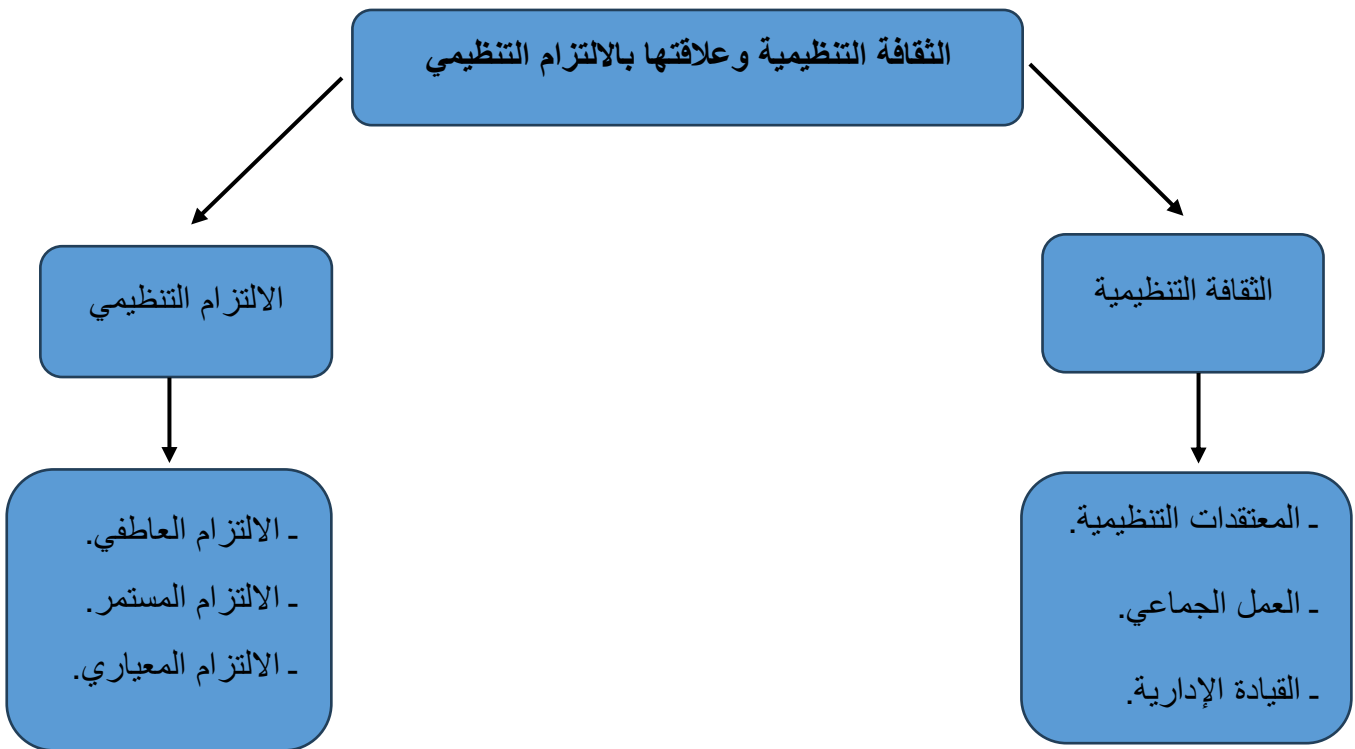 الثقافة التنظيمية وعلاقتها بالالتزام التنظيمي
الثقافة التنظيمية
الالتزام التنظيمي
ـ المعتقدات التنظيمية.
ـ العمل الجماعي.
ـ القيادة الإدارية.
ـ الالتزام العاطفي.
ـ الالتزام المستمر.
ـ الالتزام المعياري.